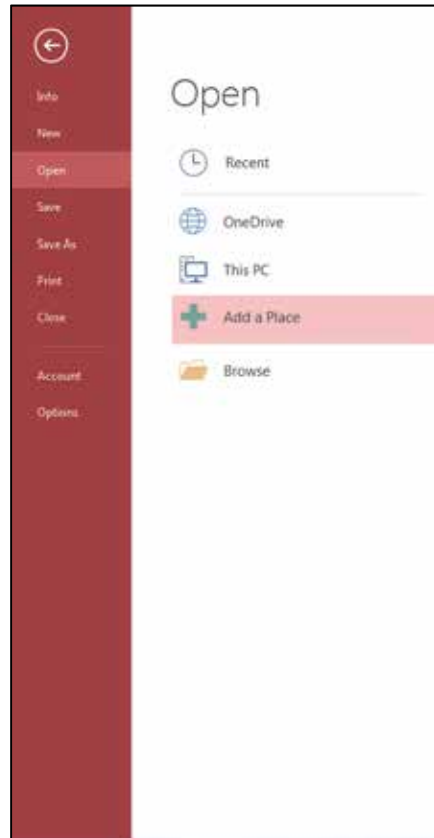 Info
New
Open
Save
Save As
Print
Close
Account
Options
Open
Recent
OneDrive
This PC
Add a Place
Browse